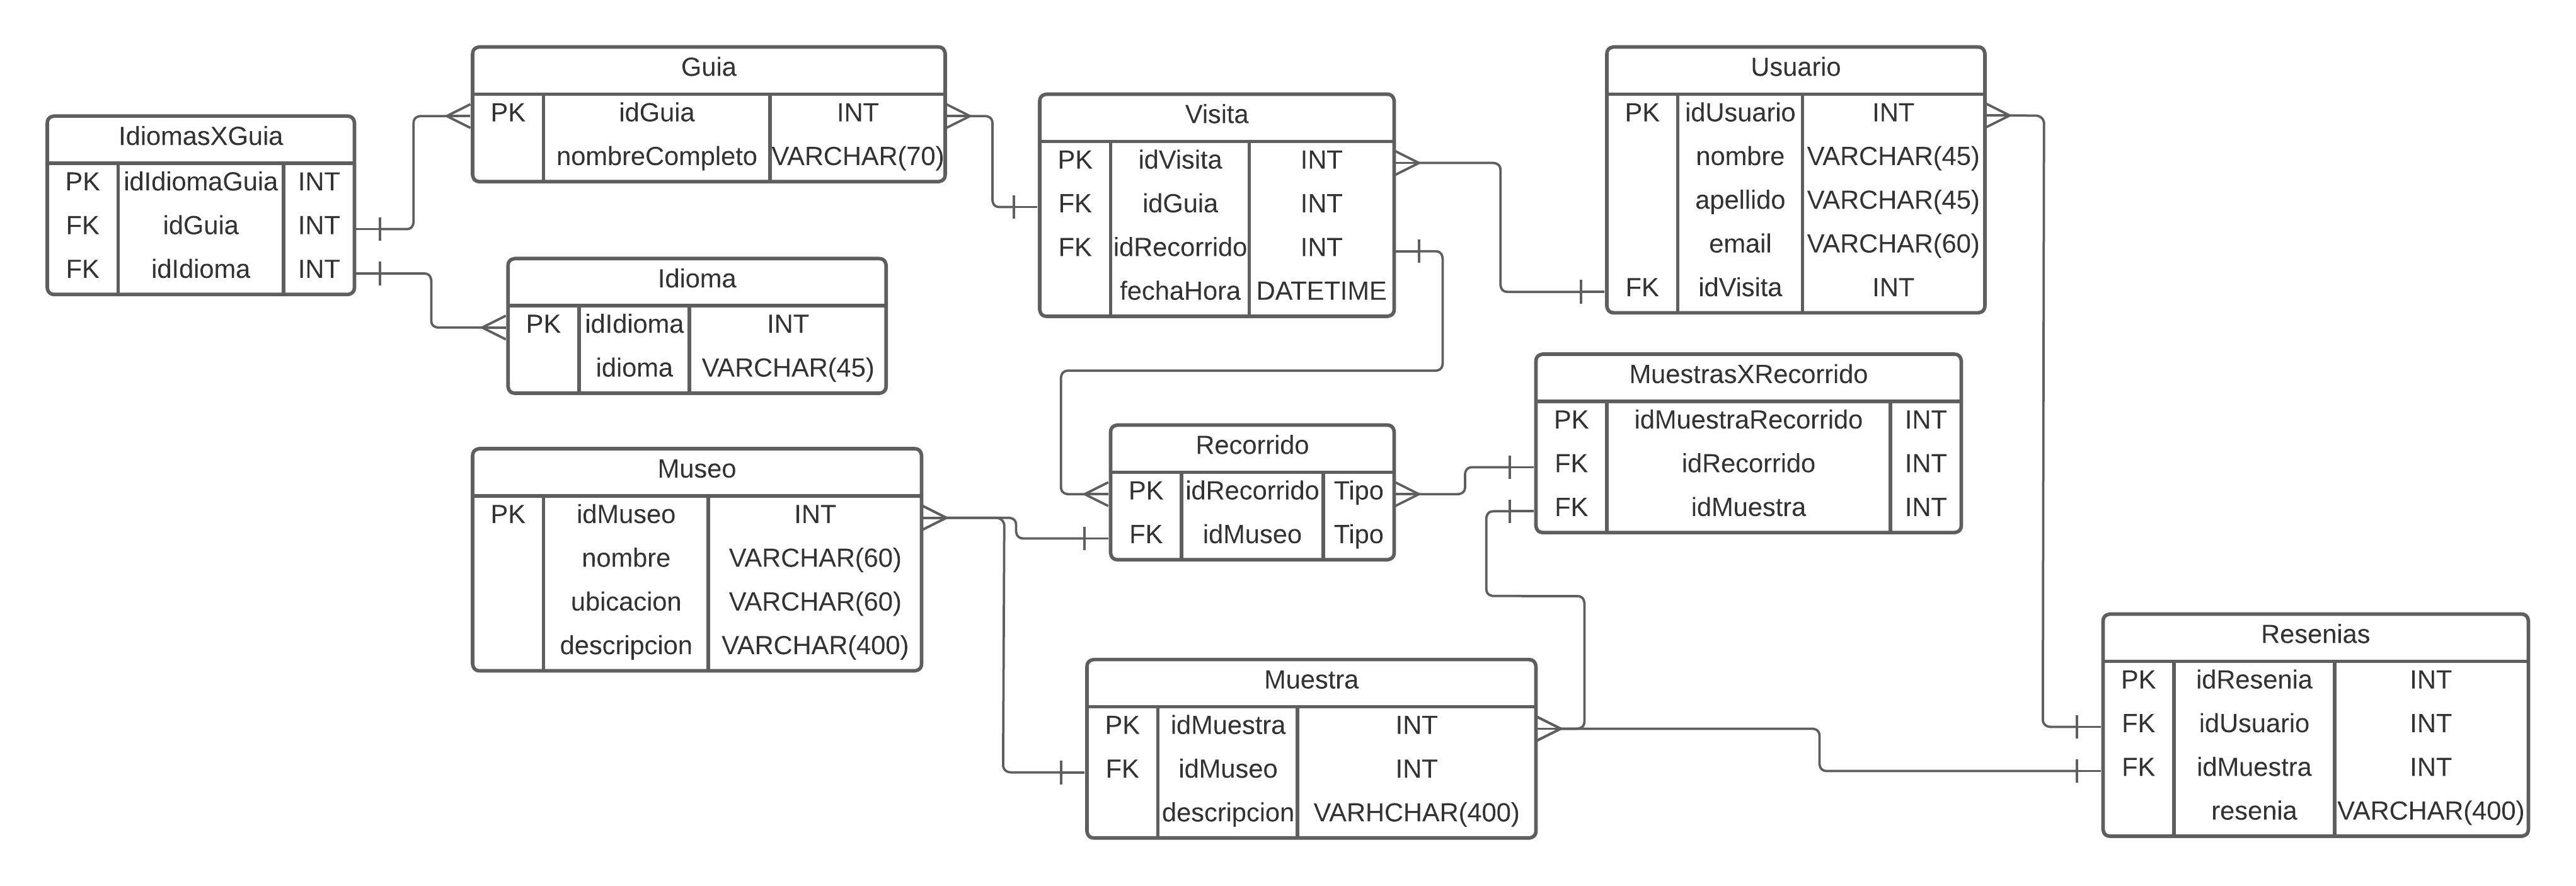 Guia
PK idGuia INT
nombreCompleto VARCHAR(70)
Usuario
PK idUsuario INT
nombre VARCHAR(45)
apellido VARCHAR(45)
email VARCHAR(60)
FK idVisita INT
Visita
PK idVisita INT
FK idGuia INT
FK idRecorrido INT
fechaHora DATETIME
IdiomasXGuia
PK idIdiomaGuia INT
FK idGuia INT
FK idIdioma INT
Idioma
PK idIdioma INT
idioma VARCHAR(45)
MuestrasXRecorrido
PK idMuestraRecorrido INT
FK idRecorrido INT
FK idMuestra INT
Recorrido
PK idRecorrido Tipo
FK idMuseo Tipo
Museo
PK idMuseo INT
nombre VARCHAR(60)
ubicacion VARCHAR(60)
descripcion VARCHAR(400)
Resenias
PK idResenia INT
FK idUsuario INT
FK idMuestra INT
resenia VARCHAR(400)
Muestra
PK idMuestra INT
FK idMuseo INT
descripcion VARHCHAR(400)